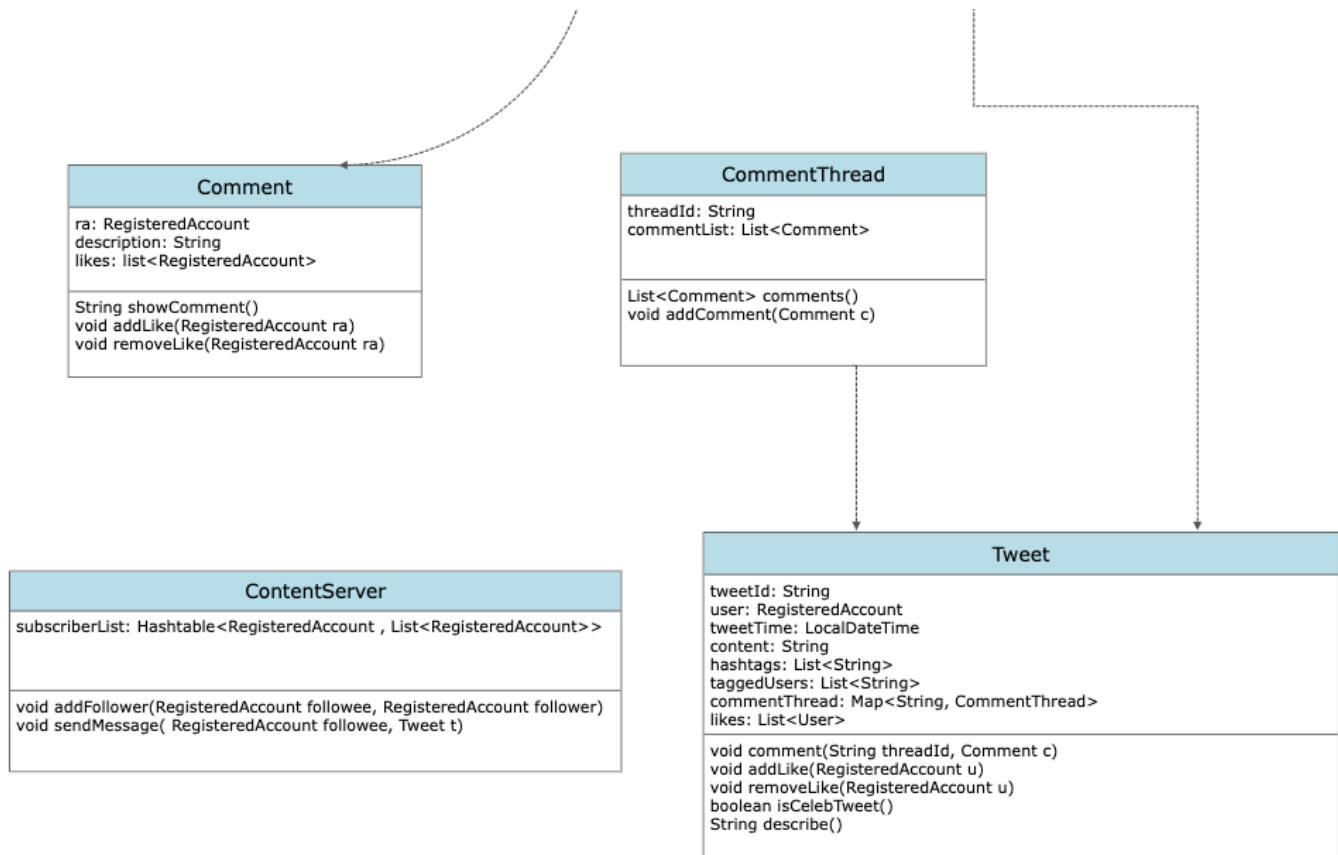 Comment
ra: RegisteredAccount
description: String
likes: list<RegisteredAccount>
String showComment()
void addLike(RegisteredAccount ra)
void removeLike(RegisteredAccount ra)
CommentThread
threadId: String
commentList: List<Comment>
List<Comment> comments()
void addComment(Comment c)
ContentServer
subscriberList: Hashtable<RegisteredAccount , List<RegisteredAccount>>
void addFollower(RegisteredAccount followee, RegisteredAccount follower)
void sendMessage( RegisteredAccount followee, Tweet t)
Tweet
tweetId: String
user: RegisteredAccount
tweetTime: LocalDateTime
content: String
hashtags: List<String>
taggedUsers: List<String>
commentThread: Map<String, CommentThread>
likes: List<User>
void comment(String threadId, Comment c)
void addLike(RegisteredAccount u)
void removeLike(RegisteredAccount u)
boolean isCelebTweet()
String describe()